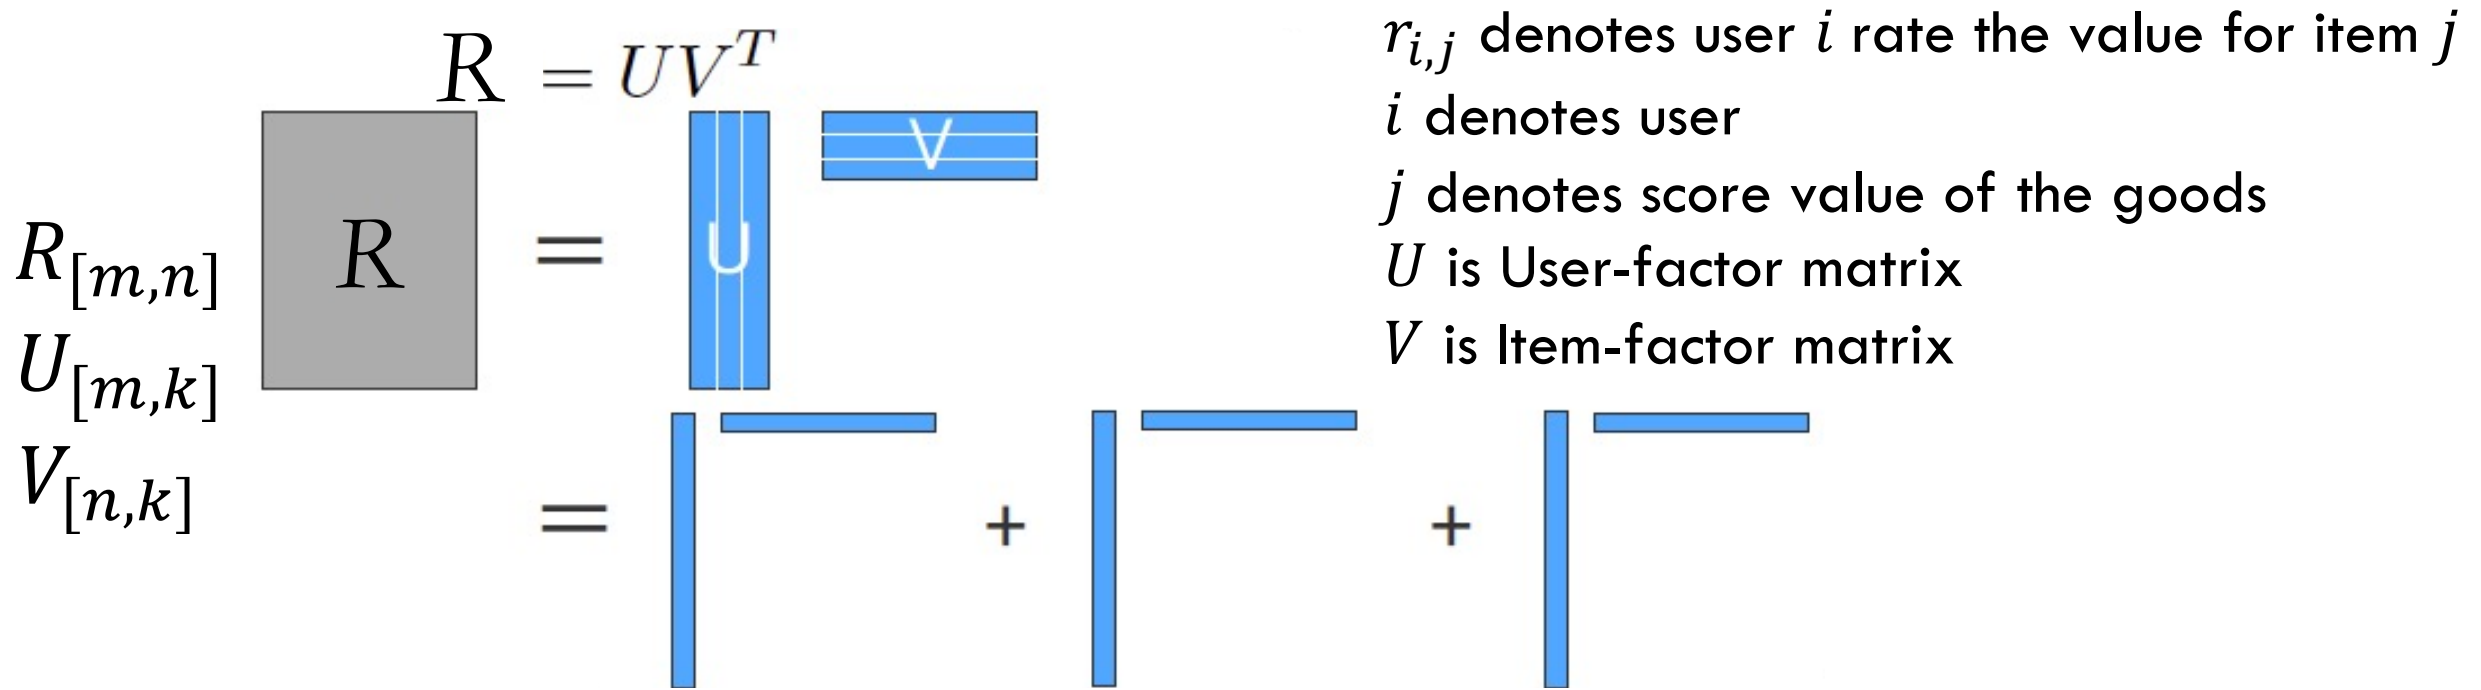 R = UV^T
R_{[m,n]}
U_{[m,k]}
V_{[n,k]}
R
=
U
V
=
+
+
r_{i,j} denotes user i rate the value for item j
i denotes user
j denotes score value of the goods
U is User-factor matrix
V is Item-factor matrix